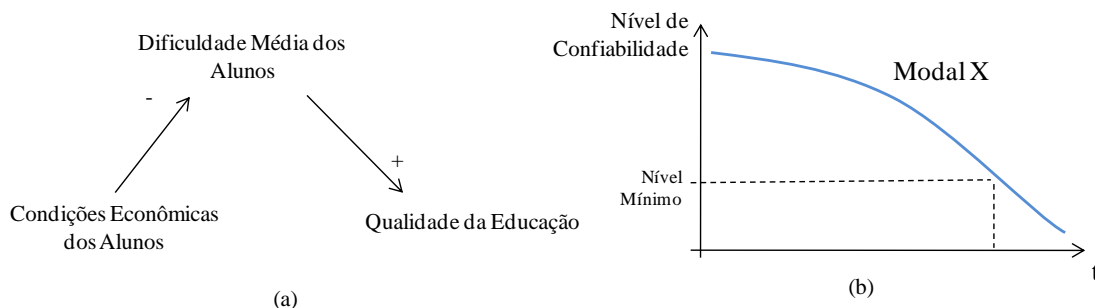 Dificuldade Média dos
Alunos
-
+
Condições Econômicas
dos Alunos
Qualidade da Educação
(a)
Nível de
Confiabilidade
Modal X
Nível
Mínimo
t
(b)